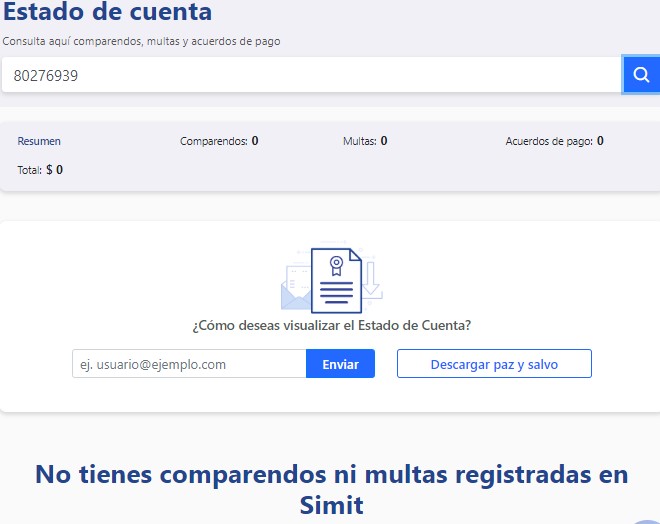 Estado de cuenta
Consulta aquí comparendos, multas y acuerdos de pago
80276939
Resumen Comparendos: 0 Multas: 0 Acuerdos de pago: 0
Total: $ 0
¿Cómo deseas visualizar el Estado de Cuenta?
ej. usuario@ejemplo.com Enviar Descargar paz y salvo
No tienes comparendos ni multas registradas en
Simit